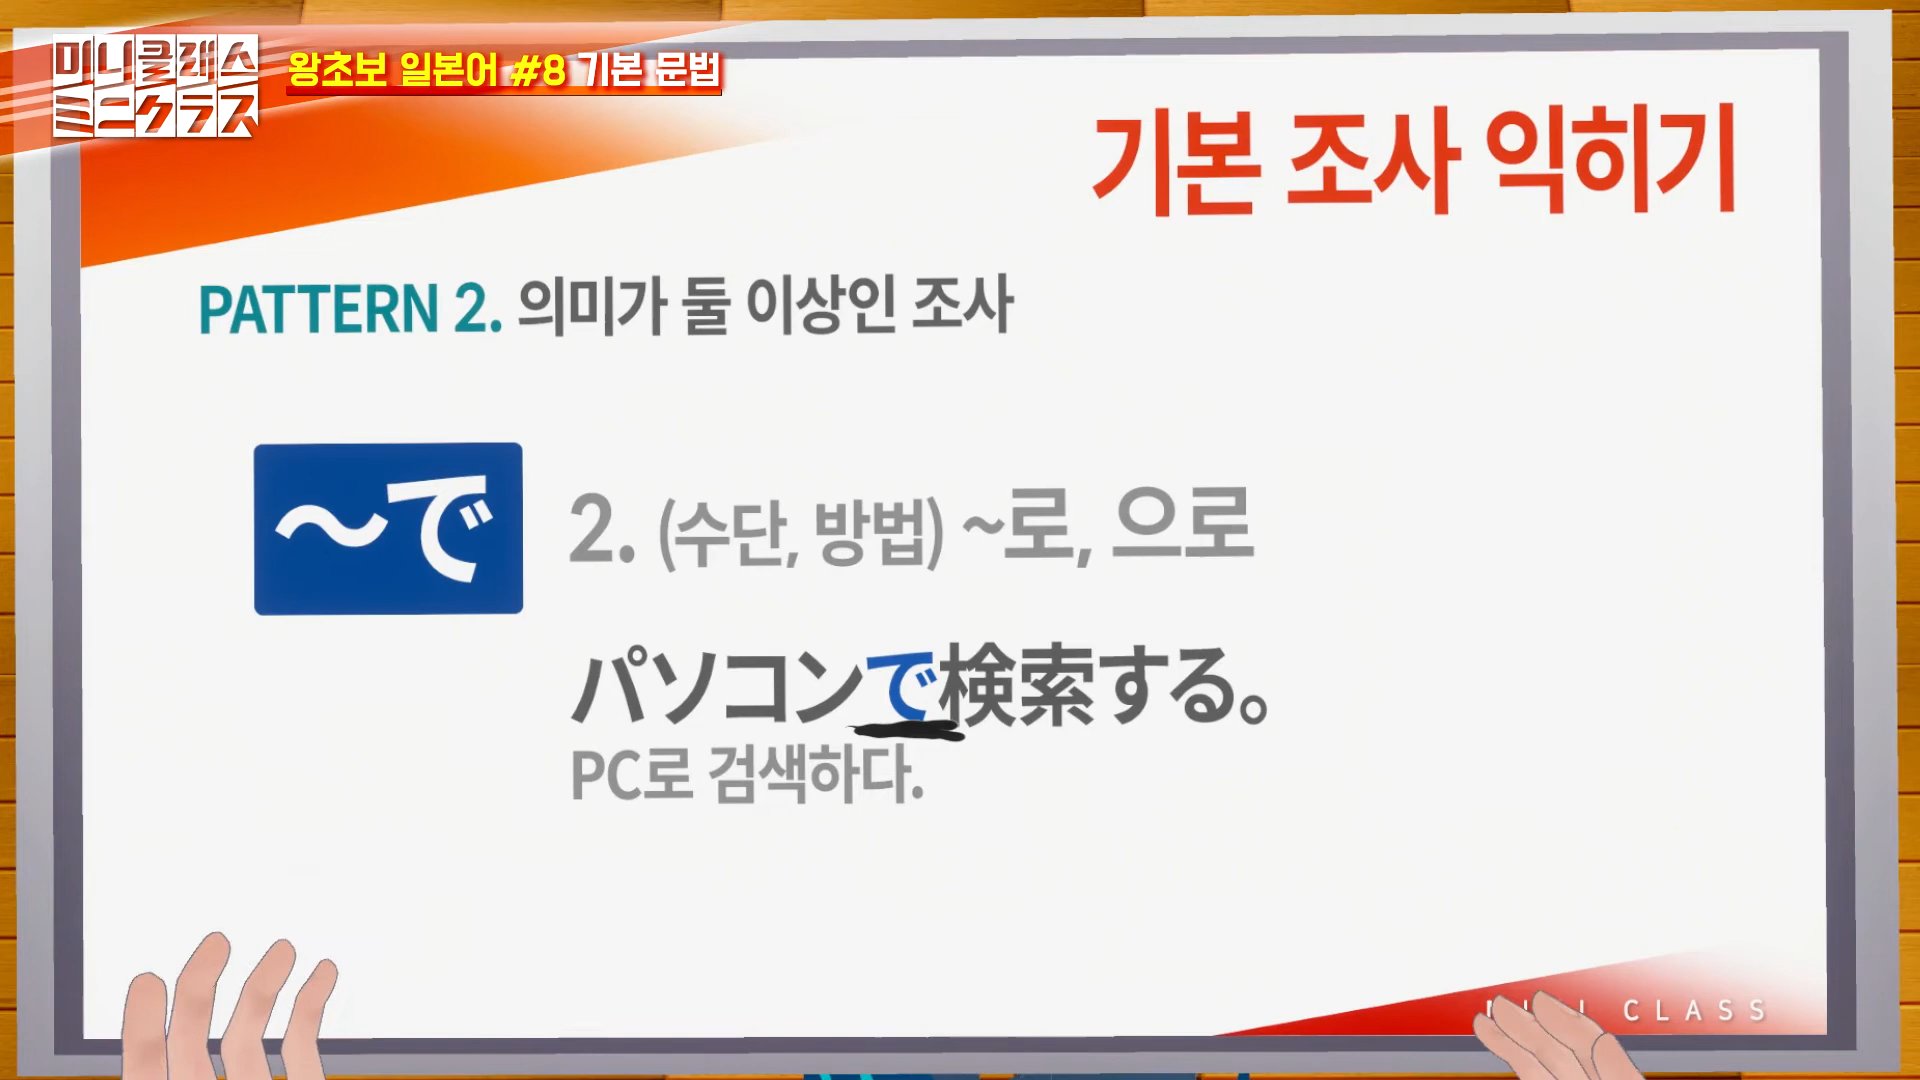 미니클래스
ミニクラス
왕초보 일본어 #8 기본 문법
기본 조사 익히기
PATTERN 2. 의미가 둘 이상인 조사
～で
2. (수단, 방법) ~로, 으로
パソコンで検索する。
PC로 검색하다.
CLASS